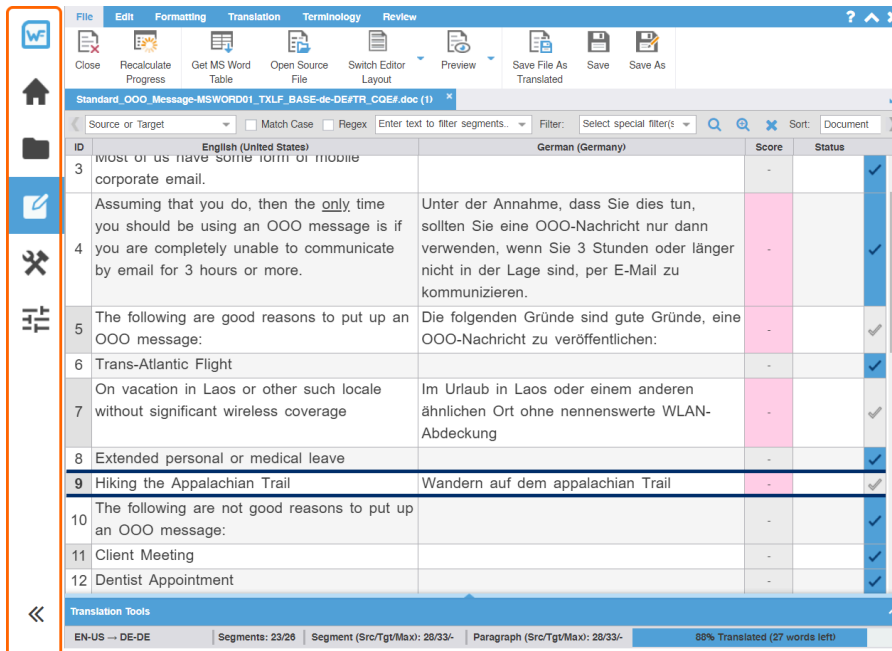 WF
File Edit Formatting Translation Terminology Review ?
Close Recalculate Progress Get MS Word Table Open Source File Switch Editor Layout Preview Save File As Translated Save Save As
Standard_OOO_Message-MSWORD01_TXLF_BASE-de-DE#TR_CQE#.doc (1) ×
Source or Target Match Case Regex Enter text to filter segments.. Filter: Select special filter(s Sort: Document
ID English (United States) German (Germany) Score Status
3 Most of us have some form of mobile
corporate email. -
Assuming that you do, then the only time Unter der Annahme, dass Sie dies tun,
you should be using an OOO message is if sollten Sie eine OOO-Nachricht nur dann
4 you are completely unable to communicate verwenden, wenn Sie 3 Stunden oder länger -
by email for 3 hours or more. nicht in der Lage sind, per E-Mail zu
kommunizieren.
5 The following are good reasons to put up an Die folgenden Gründe sind gute Gründe, eine -
OOO message: OOO-Nachricht zu veröffentlichen:
6 Trans-Atlantic Flight -
On vacation in Laos or other such locale Im Urlaub in Laos oder einem anderen
7 without significant wireless coverage ähnlichen Ort ohne nennenswerte WLAN- -
Abdeckung
8 Extended personal or medical leave -
9 Hiking the Appalachian Trail Wandern auf dem appalachian Trail -
10 The following are not good reasons to put up -
an OOO message:
11 Client Meeting -
12 Dentist Appointment -
Translation Tools
EN-US → DE-DE Segments: 23/26 Segment (Src/Tgt/Max): 28/33/- Paragraph (Src/Tgt/Max): 28/33/- 88% Translated (27 words left)